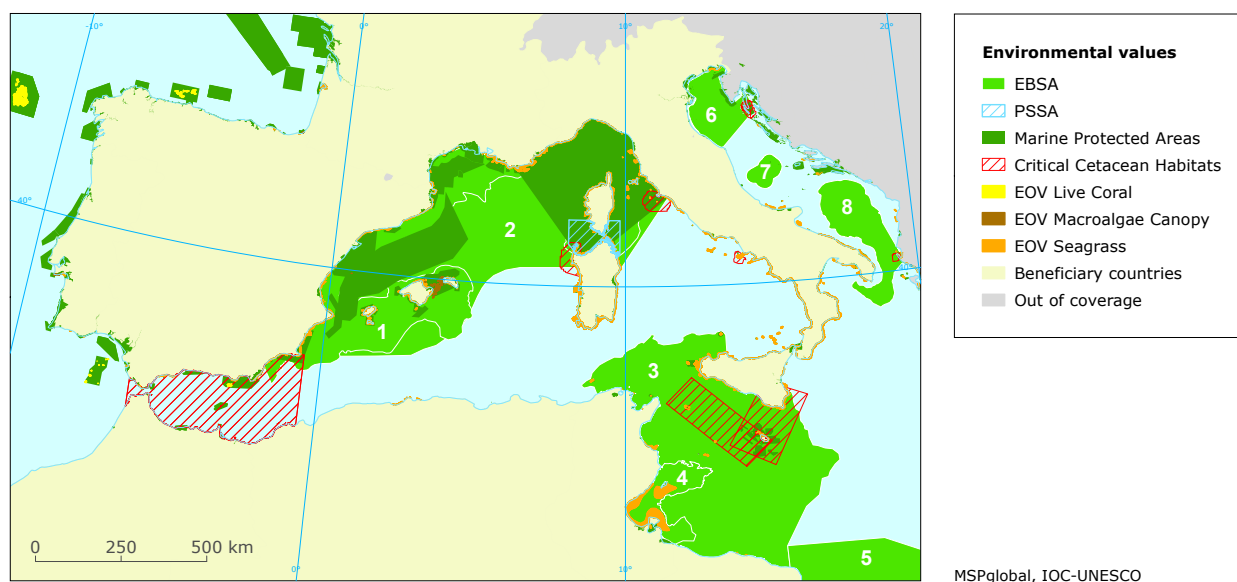 -10°
0°
10°
20°
6
Environmental values
EBSA
PSSA
Marine Protected Areas
Critical Cetacean Habitats
EOV Live Coral
EOV Macroalgae Canopy
EOV Seagrass
Beneficiary countries
Out of coverage
7
40°
8
2
40°
1
3
4
0
250
500 km
5
0°
10°
MSPglobal, IOC-UNESCO